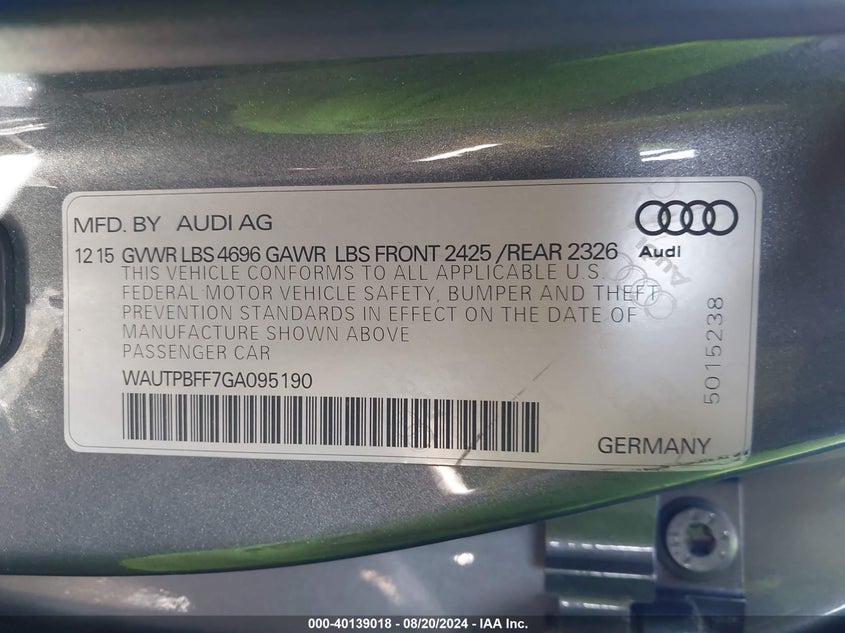 MFD. BY AUDI AG
Audi
12 15 GVWR LBS 4696 GAWR LBS FRONT 2425 /REAR 2326
THIS VEHICLE CONFORMS TO ALL APPLICABLE U.S.
FEDERAL MOTOR VEHICLE SAFETY, BUMPER AND THEFT
PREVENTION STANDARDS IN EFFECT ON THE DATE OF
MANUFACTURE SHOWN ABOVE
PASSENGER CAR
WAUTPBFF7GA095190
5015238
GERMANY
000-40139018 - 08/20/2024 - IAA Inc.